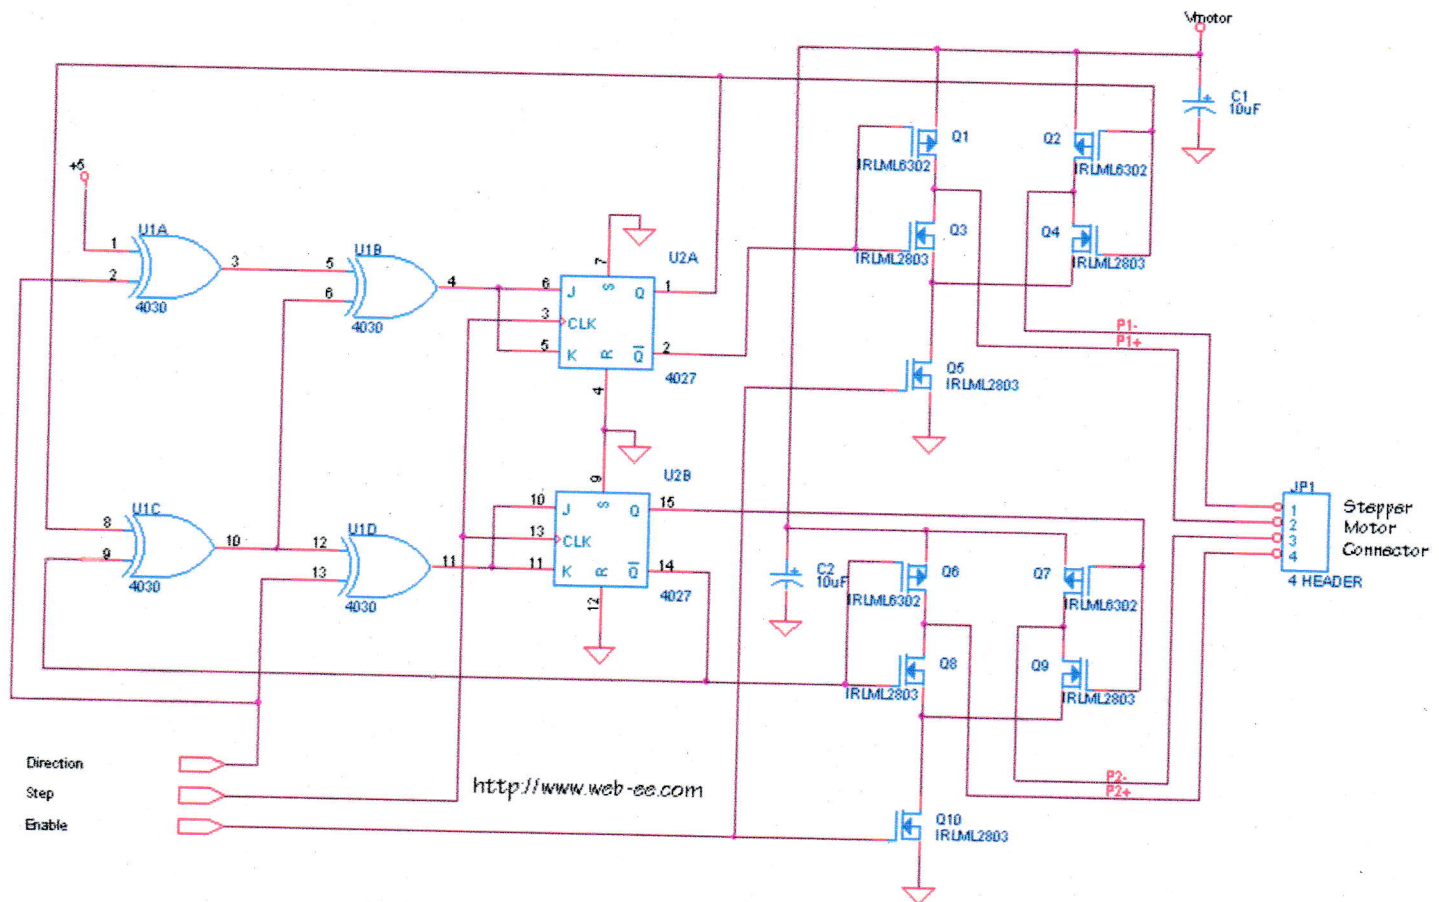 Vmotor
C1
10uF
+5
Q1
IRLML6302
Q2
IRLML6302
U1A
1
2
3
4030
U1B
5
6
4
4030
7
U2A
6
J
S
Q
1
3
CLK
5
K
R
Q
2
4
4027
Q3
IRLML2803
Q4
IRLML2803
P1-
P1+
Q5
IRLML2803
U1C
8
9
10
4030
U1D
12
13
11
4030
9
U2B
10
J
S
Q
15
13
CLK
11
K
R
Q
14
12
4027
C2
10uF
Q6
IRLML6302
Q7
IRLML6302
Q8
IRLML2803
Q9
IRLML2803
JP1
1
2
3
4
Stepper
Motor
Connector
4 HEADER
P2-
P2+
Q10
IRLML2803
Direction
Step
Enable
http://www.web-ee.com